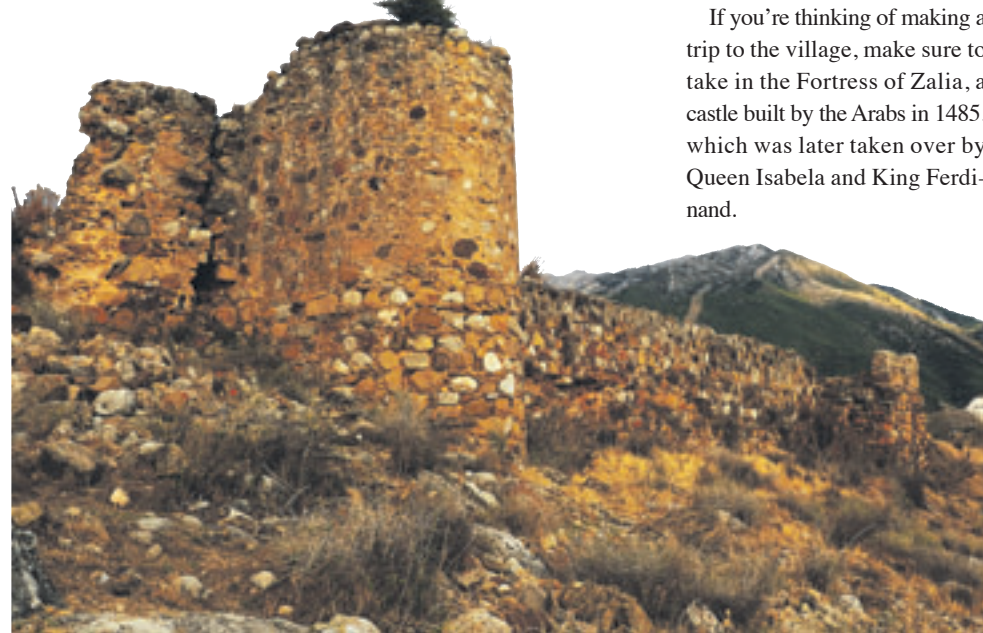 If you’re thinking of making a
trip to the village, make sure to
take in the Fortress of Zalia, a
castle built by the Arabs in 1485,
which was later taken over by
Queen Isabela and King Ferdi-
nand.